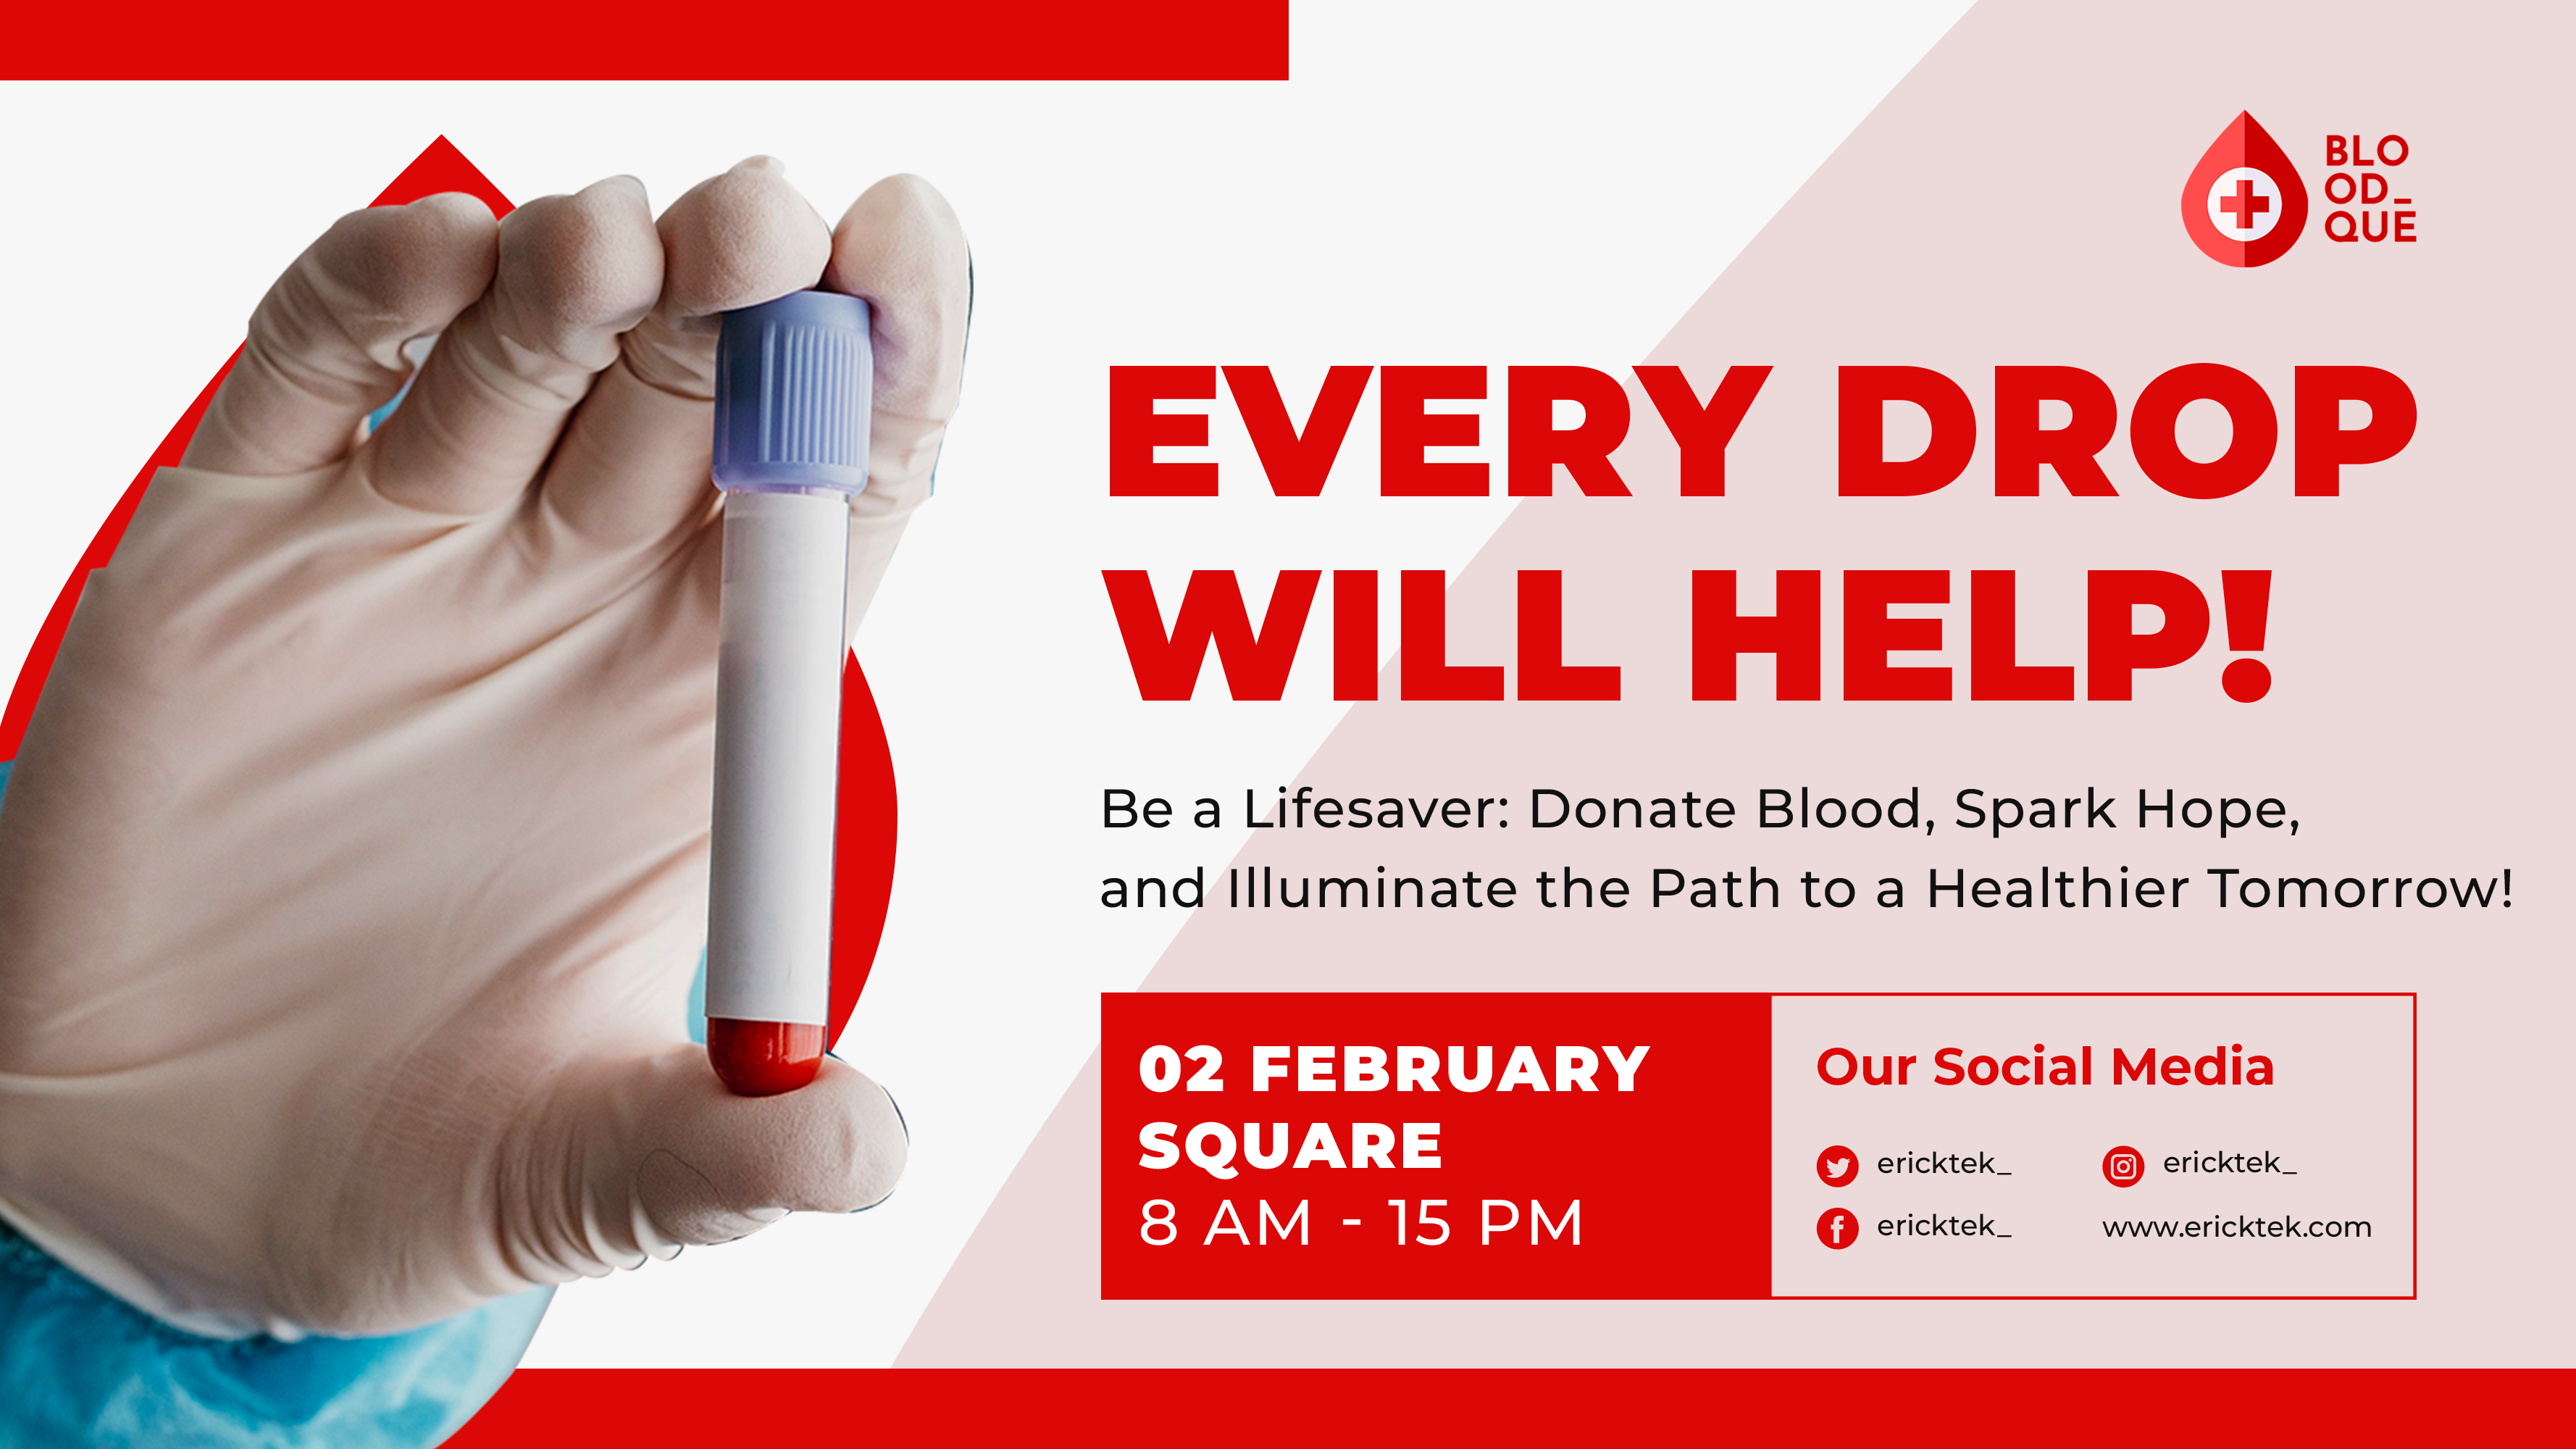 BLO
OD_
QUE
EVERY DROP
WILL HELP!
Be a Lifesaver: Donate Blood, Spark Hope,
and Illuminate the Path to a Healthier Tomorrow!
02 FEBRUARY
SQUARE
8 AM - 15 PM
Our Social Media
ericktek_
ericktek_
ericktek_
www.ericktek.com